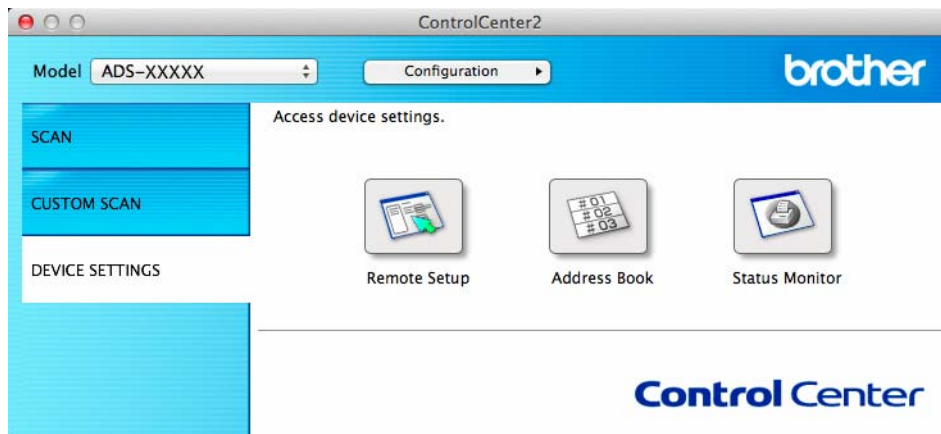 ControlCenter2
Model ADS-XXXXX Configuration
brother
SCAN
CUSTOM SCAN
DEVICE SETTINGS
Access device settings.
# 01
# 02
# 03
Remote Setup
Address Book
Status Monitor
Control Center